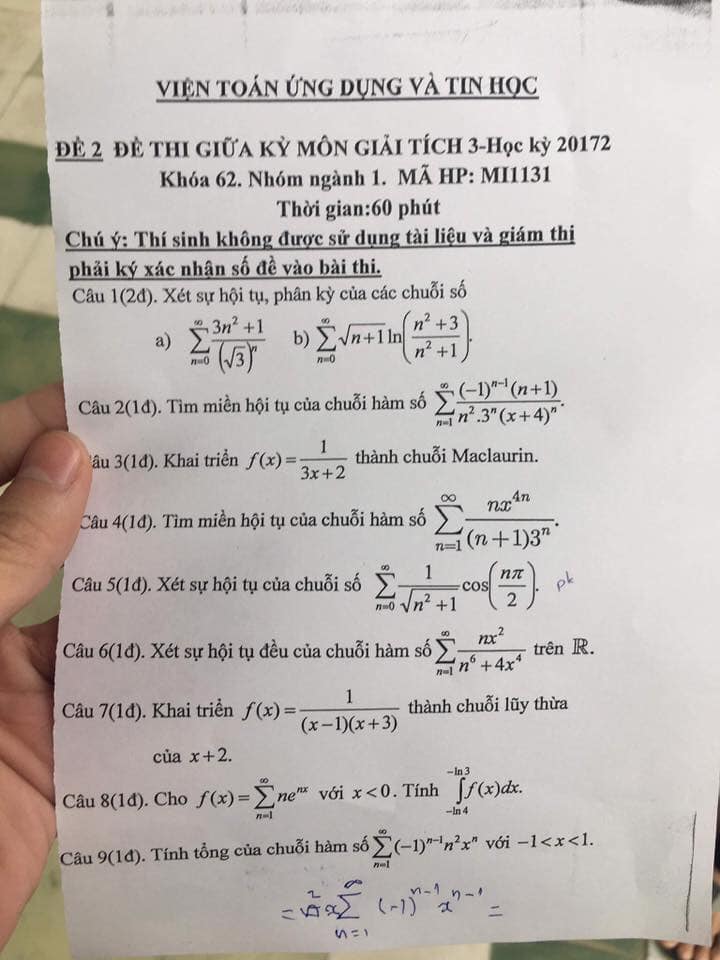 VIỆN TOÁN ỨNG DỤNG VÀ TIN HỌC
ĐỀ 2 ĐỀ THI GIỮA KỲ MÔN GIẢI TÍCH 3-Học kỳ 20172
Khóa 62. Nhóm ngành 1. MÃ HP: MI1131
Thời gian:60 phút
Chú ý: Thí sinh không được sử dụng tài liệu và giám thị
phải ký xác nhận số đề vào bài thi.
Câu 1(2đ). Xét sự hội tụ, phân kỳ của các chuỗi số
a) $\sum_{n=0}^{\infty}\frac{3n^2+1}{(\sqrt{3})^n}$ b) $\sum_{n=0}^{\infty}\sqrt{n+1}\ln\left(\frac{n^2+3}{n^2+1}\right)$.
Câu 2(1đ). Tìm miền hội tụ của chuỗi hàm số $\sum_{n=1}^{\infty}\frac{(-1)^{n-1}(n+1)}{n^2.3^n(x+4)^n}$.
âu 3(1đ). Khai triển $f(x)=\frac{1}{3x+2}$ thành chuỗi Maclaurin.
Câu 4(1đ). Tìm miền hội tụ của chuỗi hàm số $\sum_{n=1}^{\infty}\frac{nx^{4n}}{(n+1)3^n}$.
Câu 5(1đ). Xét sự hội tụ của chuỗi số $\sum_{n=0}^{\infty}\frac{1}{\sqrt{n^2+1}}\cos\left(\frac{n\pi}{2}\right)$. pk
Câu 6(1đ). Xét sự hội tụ đều của chuỗi hàm số $\sum_{n=1}^{\infty}\frac{nx^2}{n^6+4x^4}$ trên ℝ.
Câu 7(1đ). Khai triển $f(x)=\frac{1}{(x-1)(x+3)}$ thành chuỗi lũy thừa
của x+2.
Câu 8(1đ). Cho $f(x)=\sum_{n=1}^{\infty}ne^{nx}$ với x<0. Tính $\int_{-\ln 4}^{-\ln 3}f(x)dx$.
Câu 9(1đ). Tính tổng của chuỗi hàm số $\sum_{n=1}^{\infty}(-1)^{n-1}n^2x^n$ với −1<x<1.
= $x\sum_{n=1}^{\infty}(-1)^{n-1}x^{n-1}$ =